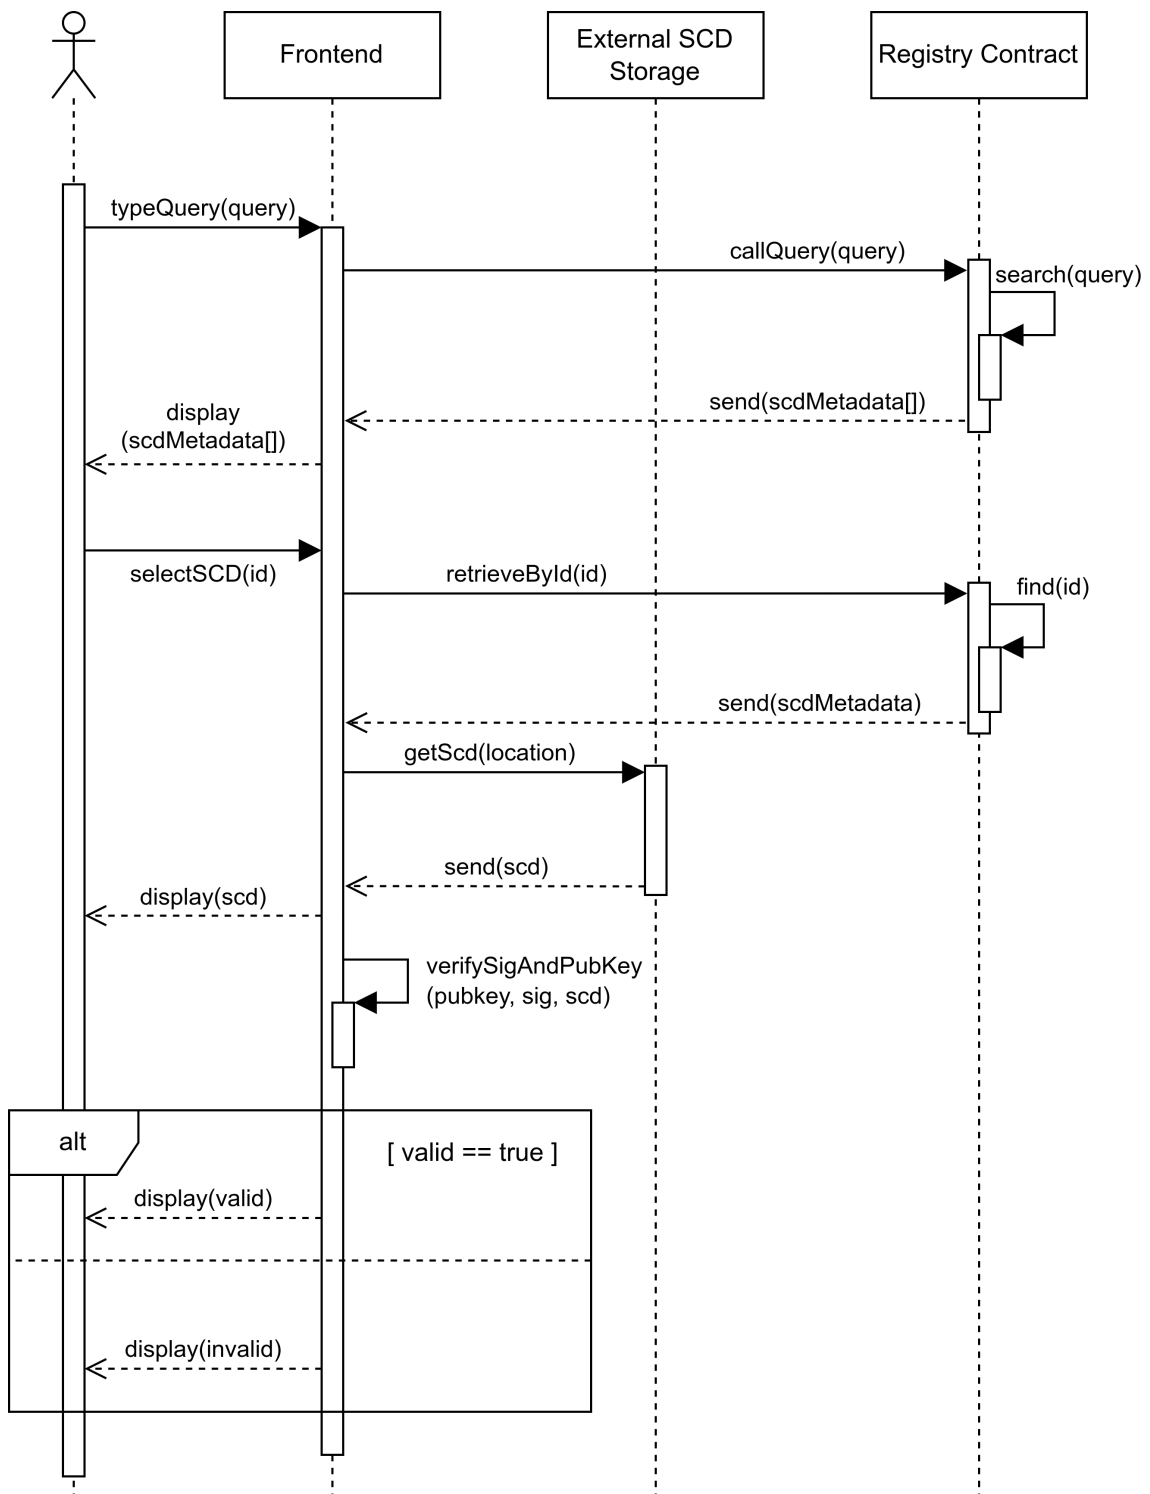 Frontend
External SCD
Storage
Registry Contract
typeQuery(query)
callQuery(query)
search(query)
send(scdMetadata[])
display
(scdMetadata[])
selectSCD(id)
retrieveById(id)
find(id)
send(scdMetadata)
getScd(location)
send(scd)
display(scd)
verifySigAndPubKey
(pubkey, sig, scd)
alt
[ valid == true ]
display(valid)
display(invalid)